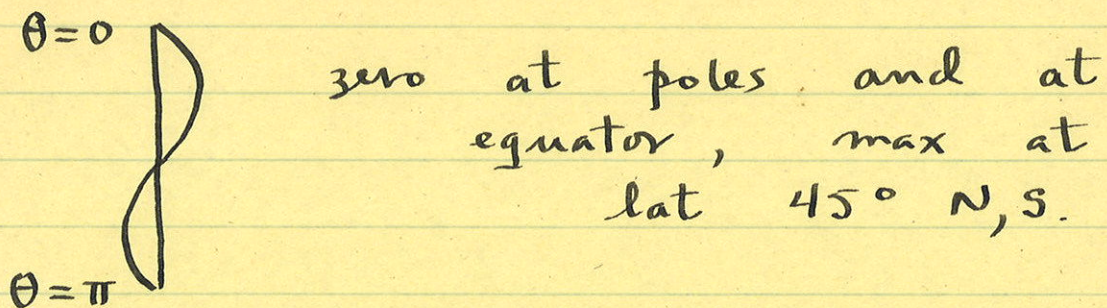 θ=0
zero at poles and at
equator, max at
lat 45° N,S.
θ=π